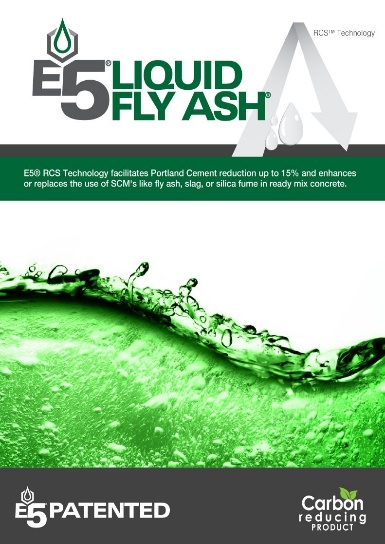 RCS™ Technology
E5® LIQUID
FLY ASH®
E5® RCS Technology facilitates Portland Cement reduction up to 15% and enhances
or replaces the use of SCM's like fly ash, slag, or silica fume in ready mix concrete.
E5 PATENTED
Carbon
reducing
PRODUCT